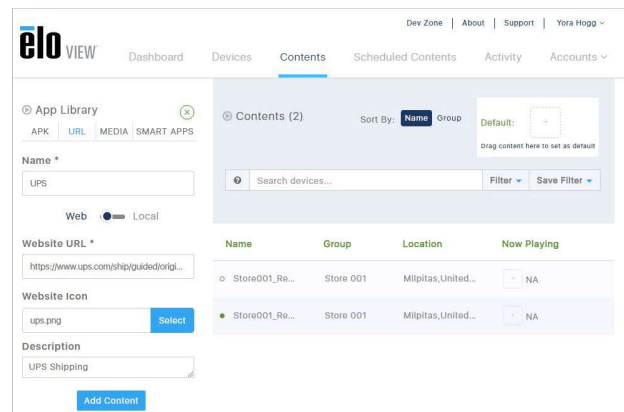 Dev Zone | About | Support | Yora Hogg
elo VIEW
Dashboard Devices Contents Scheduled Contents Activity Accounts
App Library
APK URL MEDIA SMART APPS
Name *
UPS
Web Local
Website URL *
https://www.ups.com/ship/guided/origi...
Website Icon
ups.png Select
Description
UPS Shipping
Add Content
Contents (2) Sort By: Name Group
Default: +
Drag content here to set as default
? Search devices... Filter Save Filter
Name Group Location Now Playing
Store001_Re... Store 001 Milpitas,United... NA
Store001_Re... Store 001 Milpitas,United... NA